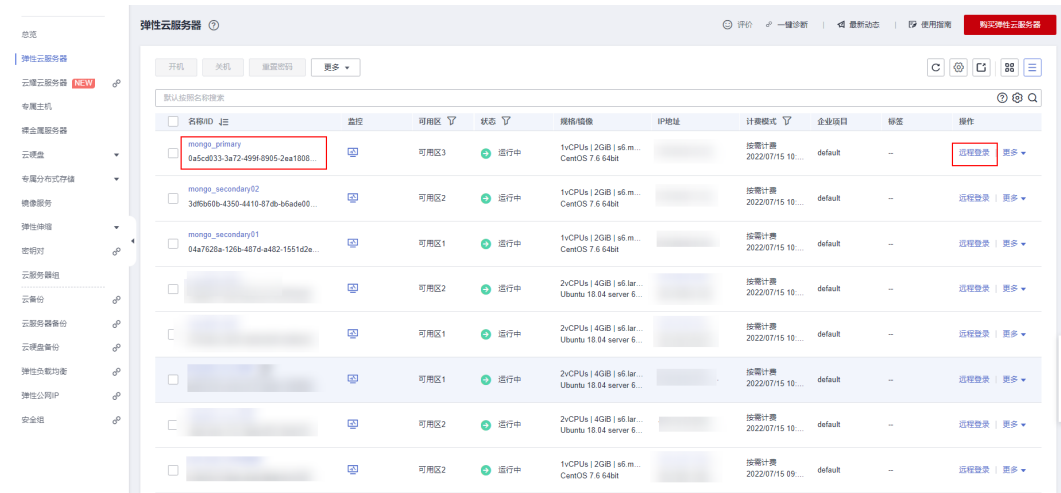 总览
弹性云服务器
云耀云服务器 NEW
专属主机
裸金属服务器
云硬盘
专属分布式存储
镜像服务
弹性伸缩
密钥对
云服务器组
云备份
云服务器备份
云硬盘备份
弹性负载均衡
弹性公网IP
安全组
弹性云服务器
评价 一键诊断 最新动态 使用指南 购买弹性云服务器
开机 关机 重置密码 更多
默认按照名称搜索
名称/ID 监控 可用区 状态 规格/镜像 IP地址 计费模式 企业项目 标签 操作
mongo_primary
0a5cd033-3a72-499f-8905-2ea1808... 可用区3 运行中 1vCPUs | 2GiB | s6.m... CentOS 7.6 64bit 按需计费 2022/07/15 10:... default -- 远程登录 更多
mongo_secondary02
3df6b60b-4350-4410-87db-b6ade00... 可用区2 运行中 1vCPUs | 2GiB | s6.m... CentOS 7.6 64bit 按需计费 2022/07/15 10:... default -- 远程登录 更多
mongo_secondary01
04a7628a-126b-487d-a482-1551d2e... 可用区1 运行中 1vCPUs | 2GiB | s6.m... CentOS 7.6 64bit 按需计费 2022/07/15 10:... default -- 远程登录 更多
可用区2 运行中 2vCPUs | 4GiB | s6.lar... Ubuntu 18.04 server 6... 按需计费 2022/07/15 10:... default -- 远程登录 更多
可用区1 运行中 2vCPUs | 4GiB | s6.lar... Ubuntu 18.04 server 6... 按需计费 2022/07/15 10:... default -- 远程登录 更多
可用区1 运行中 2vCPUs | 4GiB | s6.lar... Ubuntu 18.04 server 6... 按需计费 2022/07/15 10:... default -- 远程登录 更多
可用区2 运行中 2vCPUs | 4GiB | s6.lar... Ubuntu 18.04 server 6... 按需计费 2022/07/15 10:... default -- 远程登录 更多
可用区2 运行中 1vCPUs | 2GiB | s6.m... CentOS 7.6 64bit 按需计费 2022/07/15 09:... default -- 远程登录 更多